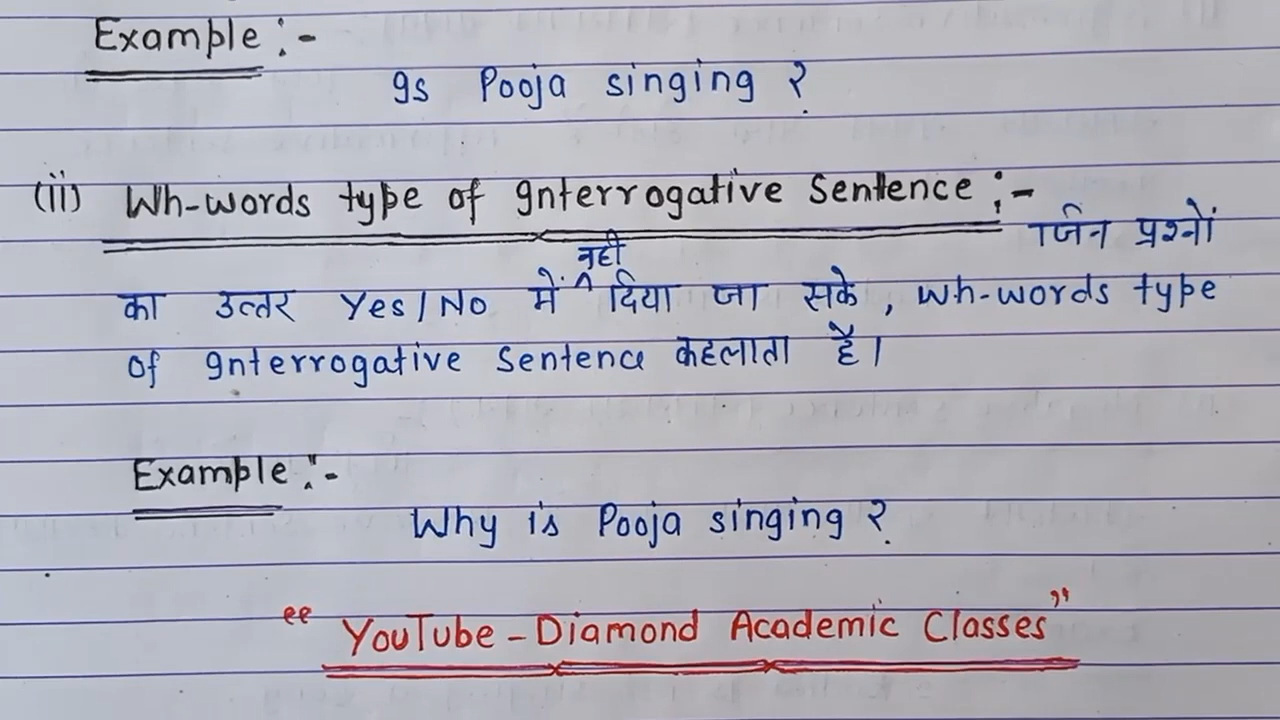 Example :-
Is Pooja singing ?
(ii) Wh-words type of Interrogative Sentence :-
जिन प्रश्नों
नहीं
का उत्तर Yes/No में ^ दिया जा सके, Wh-words type
of Interrogative Sentence कहलाता है।
Example :-
Why is Pooja singing ?
“ YouTube - Diamond Academic Classes ”